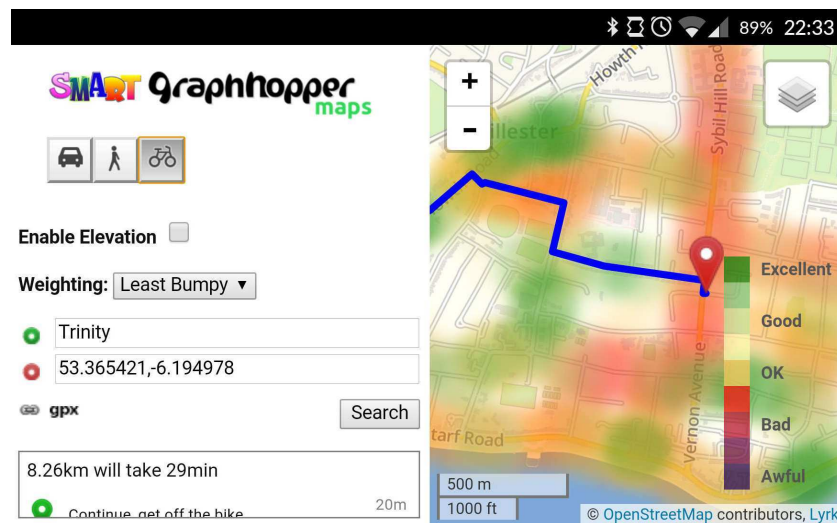 89% 22:33
SMART Graphhopper
maps
Enable Elevation
Weighting: Least Bumpy ▼
Trinity
53.365421,-6.194978
gpx
Search
8.26km will take 29min
Continue, get off the bike
20m
+
-
Howth
illester
Sybil Hill Road
Vernon Avenue
tarf Road
Excellent
Good
OK
Bad
Awful
500 m
1000 ft
© OpenStreetMap contributors, Lyrk